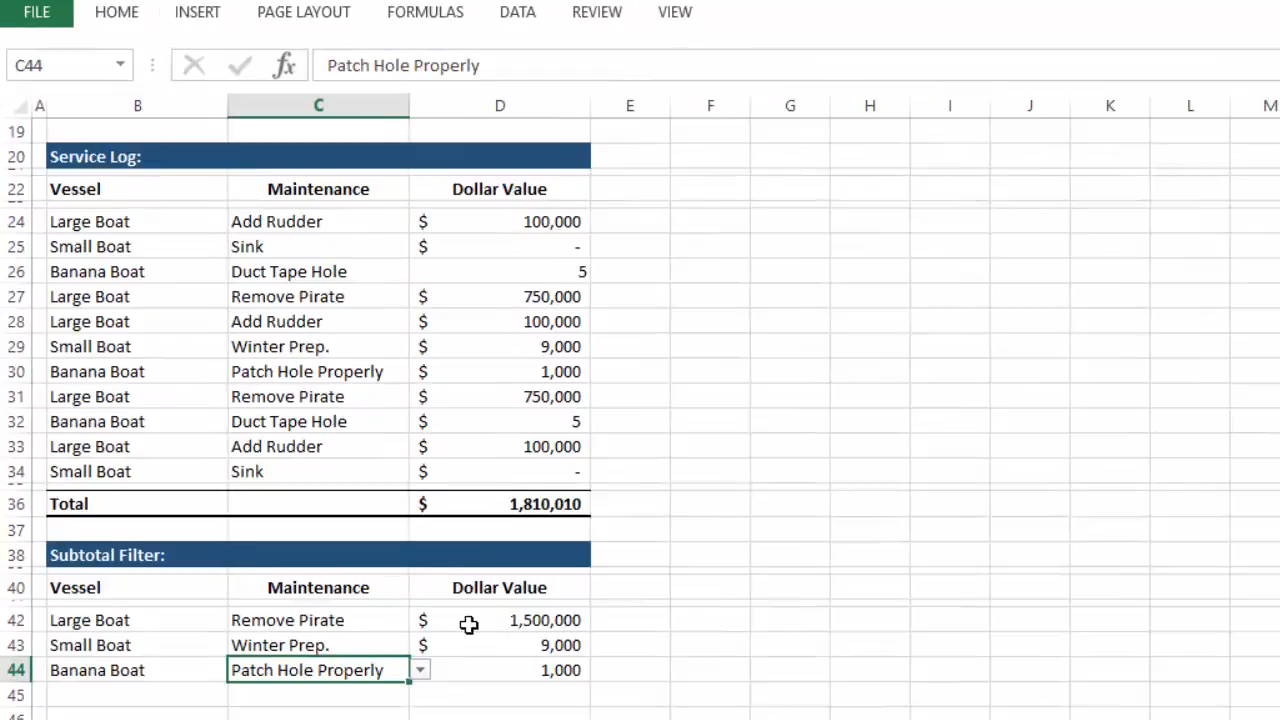 FILE HOME INSERT PAGE LAYOUT FORMULAS DATA REVIEW VIEW
C44 fx Patch Hole Properly
A B C D E F G H I J K L M
19
20 Service Log:
22 Vessel Maintenance Dollar Value
24 Large Boat Add Rudder $ 100,000
25 Small Boat Sink $ -
26 Banana Boat Duct Tape Hole 5
27 Large Boat Remove Pirate $ 750,000
28 Large Boat Add Rudder $ 100,000
29 Small Boat Winter Prep. $ 9,000
30 Banana Boat Patch Hole Properly $ 1,000
31 Large Boat Remove Pirate $ 750,000
32 Banana Boat Duct Tape Hole $ 5
33 Large Boat Add Rudder $ 100,000
34 Small Boat Sink $ -
36 Total $ 1,810,010
37
38 Subtotal Filter:
40 Vessel Maintenance Dollar Value
42 Large Boat Remove Pirate $ 1,500,000
43 Small Boat Winter Prep. $ 9,000
44 Banana Boat Patch Hole Properly 1,000
45
46